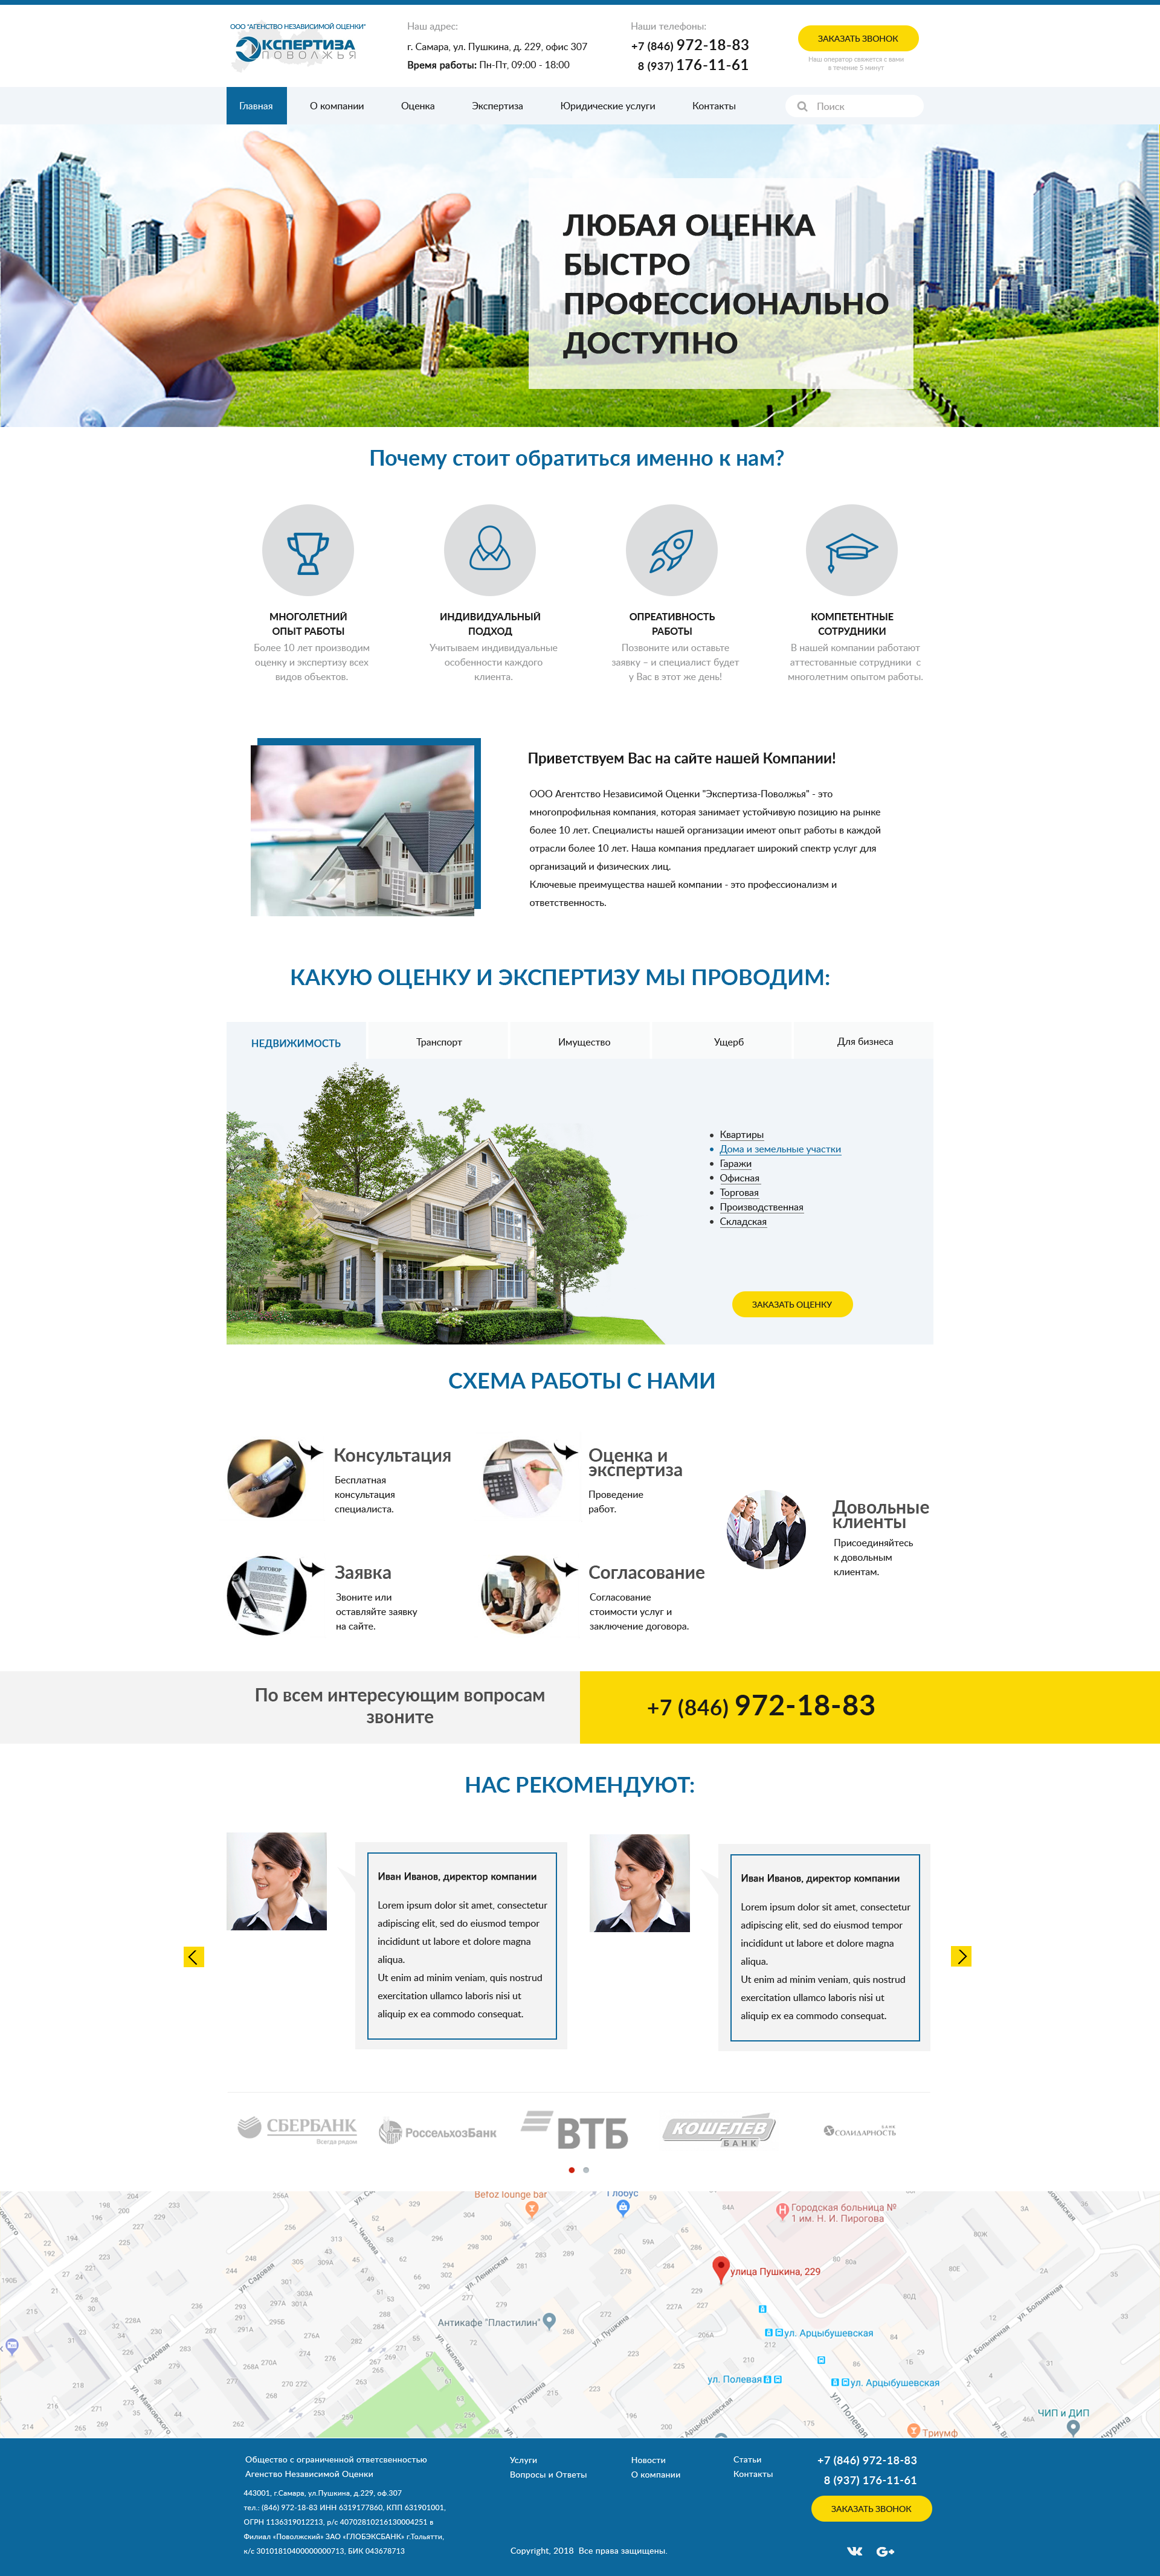 ООО "АГЕНСТВО НЕЗАВИСИМОЙ ОЦЕНКИ"
ЭКСПЕРТИЗА
ПОВОЛЖЬЯ
Наш адрес:
г. Самара, ул. Пушкина, д. 229, офис 307
Время работы: Пн-Пт, 09:00 - 18:00
Наши телефоны:
+7 (846) 972-18-83
8 (937) 176-11-61
ЗАКАЗАТЬ ЗВОНОК
Наш оператор свяжется с вами
в течение 5 минут
Главная О компании Оценка Экспертиза Юридические услуги Контакты Поиск
ЛЮБАЯ ОЦЕНКА
БЫСТРО
ПРОФЕССИОНАЛЬНО
ДОСТУПНО
Почему стоит обратиться именно к нам?
МНОГОЛЕТНИЙ
ОПЫТ РАБОТЫ
Более 10 лет производим
оценку и экспертизу всех
видов объектов.
ИНДИВИДУАЛЬНЫЙ
ПОДХОД
Учитываем индивидуальные
особенности каждого
клиента.
ОПРЕАТИВНОСТЬ
РАБОТЫ
Позвоните или оставьте
заявку – и специалист будет
у Вас в этот же день!
КОМПЕТЕНТНЫЕ
СОТРУДНИКИ
В нашей компании работают
аттестованные сотрудники с
многолетним опытом работы.
Приветствуем Вас на сайте нашей Компании!
ООО Агентство Независимой Оценки "Экспертиза-Поволжья" - это
многопрофильная компания, которая занимает устойчивую позицию на рынке
более 10 лет. Специалисты нашей организации имеют опыт работы в каждой
отрасли более 10 лет. Наша компания предлагает широкий спектр услуг для
организаций и физических лиц.
Ключевые преимущества нашей компании - это профессионализм и
ответственность.
КАКУЮ ОЦЕНКУ И ЭКСПЕРТИЗУ МЫ ПРОВОДИМ:
НЕДВИЖИМОСТЬ Транспорт Имущество Ущерб Для бизнеса
Квартиры
Дома и земельные участки
Гаражи
Офисная
Торговая
Производственная
Складская
ЗАКАЗАТЬ ОЦЕНКУ
СХЕМА РАБОТЫ С НАМИ
Консультация
Бесплатная
консультация
специалиста.
Оценка и
экспертиза
Проведение
работ.
Довольные
клиенты
Присоединяйтесь
к довольным
клиентам.
ДОГОВОР
Заявка
Звоните или
оставляйте заявку
на сайте.
Согласование
Согласование
стоимости услуг и
заключение договора.
По всем интересующим вопросам
звоните
+7 (846) 972-18-83
НАС РЕКОМЕНДУЮТ:
Иван Иванов, директор компании
Lorem ipsum dolor sit amet, consectetur
adipiscing elit, sed do eiusmod tempor
incididunt ut labore et dolore magna
aliqua.
Ut enim ad minim veniam, quis nostrud
exercitation ullamco laboris nisi ut
aliquip ex ea commodo consequat.
Иван Иванов, директор компании
Lorem ipsum dolor sit amet, consectetur
adipiscing elit, sed do eiusmod tempor
incididunt ut labore et dolore magna
aliqua.
Ut enim ad minim veniam, quis nostrud
exercitation ullamco laboris nisi ut
aliquip ex ea commodo consequat.
СБЕРБАНК
Всегда рядом
РоссельхозБанк
ВТБ
КОШЕЛЕВ
БАНК
БАНК
СОЛИДАРНОСТЬ
Befoz lounge bar
Глобус
Городская больница №
1 им. Н. И. Пирогова
улица Пушкина, 229
Антикафе "Пластилин"
ул. Арцыбушевская
ул. Полевая
ул. Арцыбушевская
ЧИП и ДИП
Триумф
ул. Садовая
ул. Чкалова
ул. Ленинская
ул. Пушкина
ул. Больничная
ул. Садовая
ул. Маяковского
ул. Чкалова
ул. Пушкина
ул. Полевая
ул. Больничная
Общество с ограниченной ответсвенностью
Агенство Независимой Оценки
443001, г.Самара, ул.Пушкина, д.229, оф.307
тел.: (846) 972-18-83 ИНН 6319177860, КПП 631901001,
ОГРН 1136319012213, р/с 40702810216130004251 в
Филиал «Поволжский» ЗАО «ГЛОБЭКСБАНК» г.Тольятти,
к/с 30101810400000000713, БИК 043678713
Услуги
Вопросы и Ответы
Новости
О компании
Статьи
Контакты
+7 (846) 972-18-83
8 (937) 176-11-61
ЗАКАЗАТЬ ЗВОНОК
Copyright, 2018 Все права защищены.